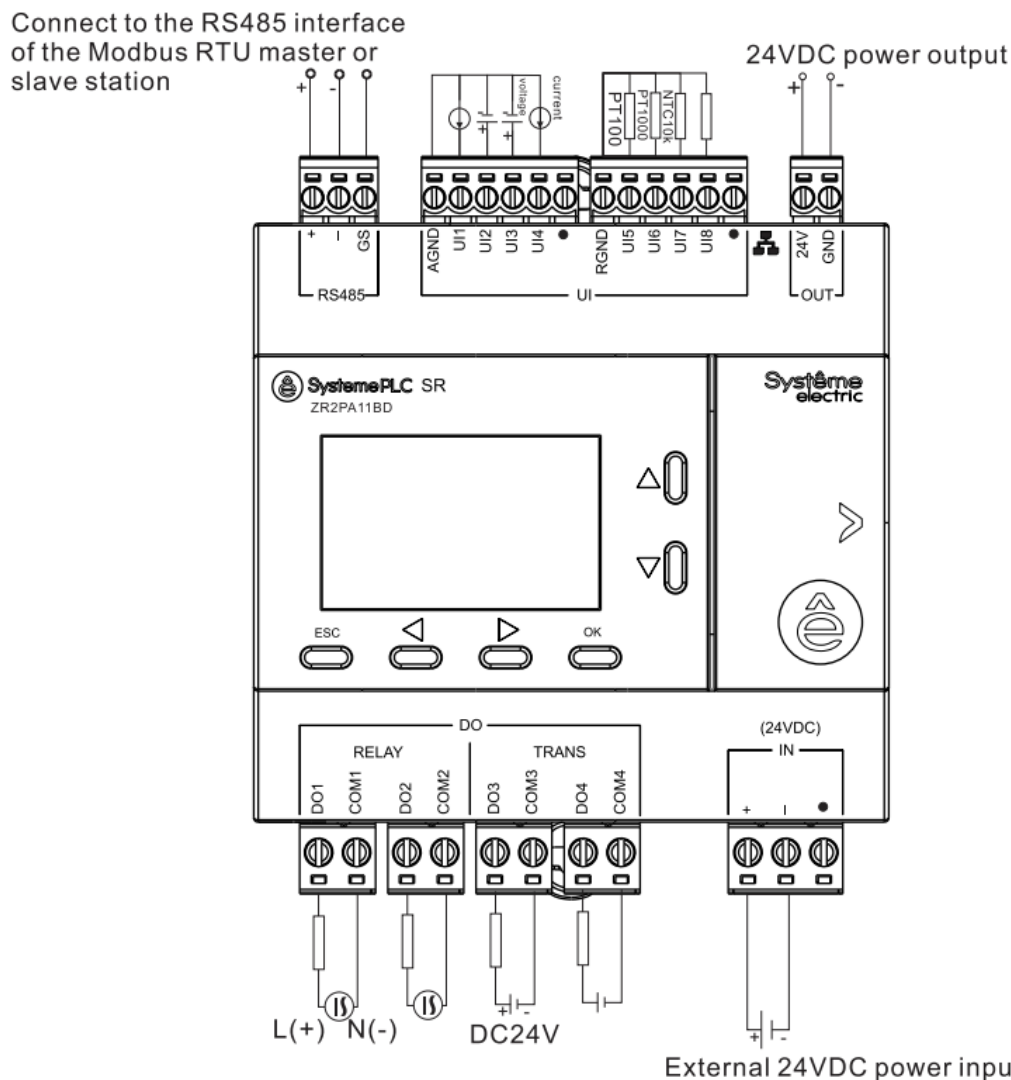 Connect to the RS485 interface
of the Modbus RTU master or
slave station
24VDC power output
+ -
voltage
current
PT100
PT1000
NTC10k
+ -
+ − GS
AGND UI1 UI2 UI3 UI4 ●
RGND UI5 UI6 UI7 UI8 ●
24V GND
RS485
UI
OUT
ê SystemePLC SR
ZR2PA11BD
Système
electric
ESC
OK
ê
DO
RELAY
TRANS
DO1 COM1 DO2 COM2 DO3 COM3 DO4 COM4
(24VDC)
IN
+ − ●
L(+) N(-)
+ -
DC24V
+ -
External 24VDC power inpu